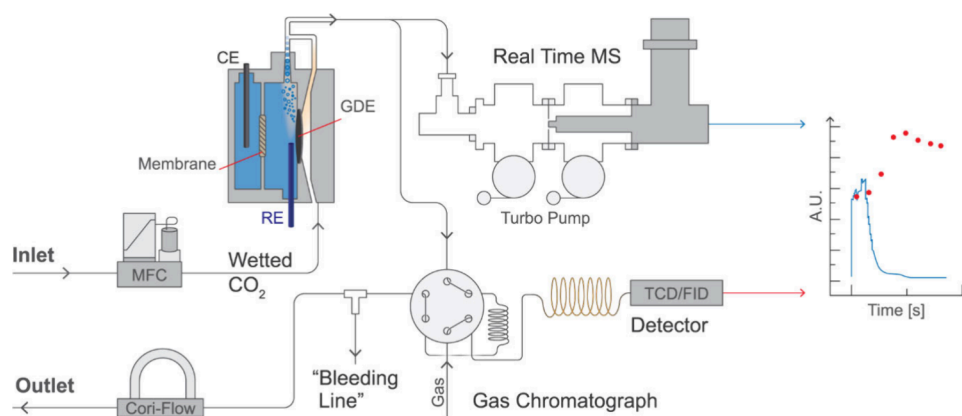 Real Time MS
CE
GDE
Membrane
RE
Turbo Pump
A.U.
Time [s]
Inlet
MFC
Wetted
CO₂
TCD/FID
Detector
"Bleeding
Line"
Gas
Gas Chromatograph
Outlet
Cori-Flow